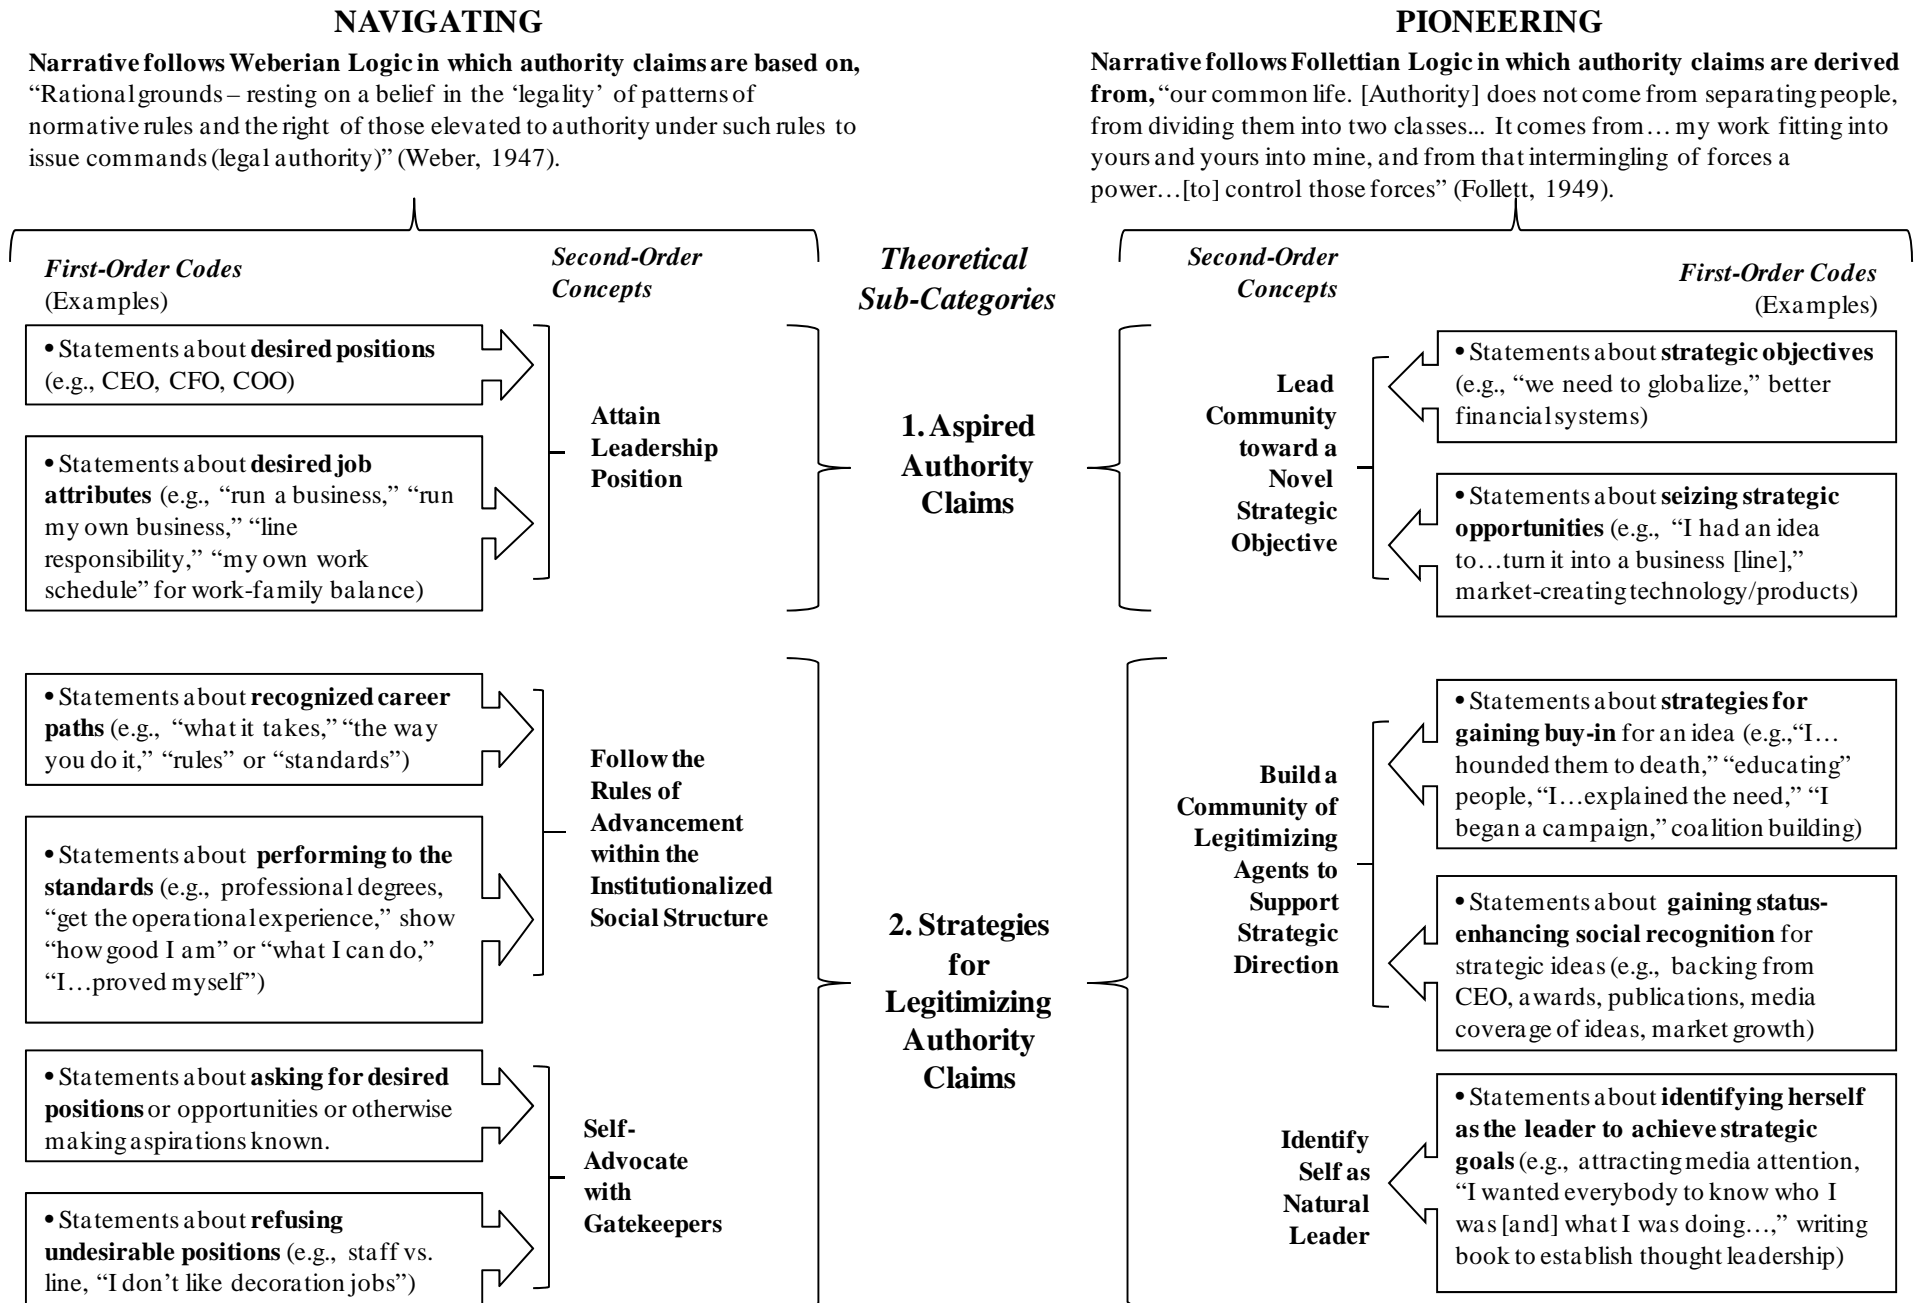 NAVIGATING
Narrative follows Weberian Logic in which authority claims are based on,
“Rational grounds – resting on a belief in the ‘legality’ of patterns of
normative rules and the right of those elevated to authority under such rules to
issue commands (legal authority)” (Weber, 1947).
PIONEERING
Narrative follows Follettian Logic in which authority claims are derived
from, “our common life. [Authority] does not come from separating people,
from dividing them into two classes... It comes from… my work fitting into
yours and yours into mine, and from that intermingling of forces a
power…[to] control those forces” (Follett, 1949).
First-Order Codes
(Examples)
Second-Order
Concepts
Theoretical
Sub-Categories
Second-Order
Concepts
First-Order Codes
(Examples)
• Statements about desired positions
(e.g., CEO, CFO, COO)
• Statements about desired job
attributes (e.g., “run a business,” “run
my own business,” “line
responsibility,” “my own work
schedule” for work-family balance)
Attain
Leadership
Position
1. Aspired
Authority
Claims
Lead
Community
toward a
Novel
Strategic
Objective
• Statements about strategic objectives
(e.g., “we need to globalize,” better
financial systems)
• Statements about seizing strategic
opportunities (e.g., “I had an idea
to…turn it into a business [line],”
market-creating technology/products)
• Statements about recognized career
paths (e.g., “what it takes,” “the way
you do it,” “rules” or “standards”)
• Statements about performing to the
standards (e.g., professional degrees,
“get the operational experience,” show
“how good I am” or “what I can do,”
“I…proved myself”)
Follow the
Rules of
Advancement
within the
Institutionalized
Social Structure
• Statements about asking for desired
positions or opportunities or otherwise
making aspirations known.
• Statements about refusing
undesirable positions (e.g., staff vs.
line, “I don’t like decoration jobs”)
Self-
Advocate
with
Gatekeepers
2. Strategies
for
Legitimizing
Authority
Claims
Build a
Community of
Legitimizing
Agents to
Support
Strategic
Direction
• Statements about strategies for
gaining buy-in for an idea (e.g.,“I…
hounded them to death,” “educating”
people, “I…explained the need,” “I
began a campaign,” coalition building)
• Statements about gaining status-
enhancing social recognition for
strategic ideas (e.g., backing from
CEO, awards, publications, media
coverage of ideas, market growth)
Identify
Self as
Natural
Leader
• Statements about identifying herself
as the leader to achieve strategic
goals (e.g., attracting media attention,
“I wanted everybody to know who I
was [and] what I was doing…,” writing
book to establish thought leadership)